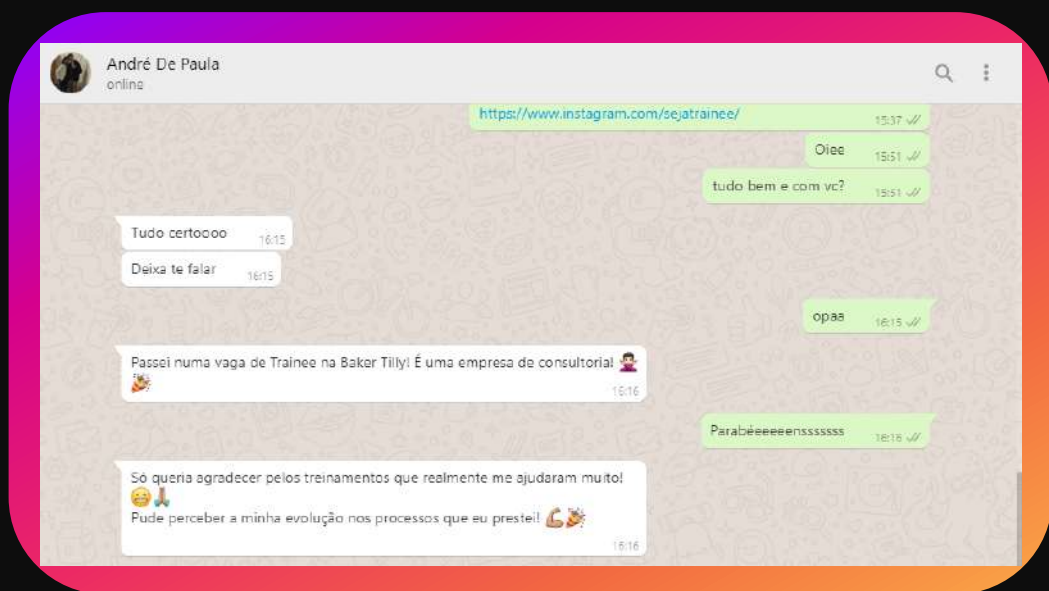 André De Paula
online
https://www.instagram.com/sejatrainee/
15:37
Oiee
15:51
tudo bem e com vc?
15:51
Tudo certoooo
16:15
Deixa te falar
16:15
opaa
16:15
Passei numa vaga de Trainee na Baker Tilly! É uma empresa de consultoria! 🤦🏻‍♂️
🎉
16:16
Parabéeeeeensssssss
16:16
Só queria agradecer pelos treinamentos que realmente me ajudaram muito!
😁🙏🏼
Pude perceber a minha evolução nos processos que eu prestei! 💪🏼🎉
16:16